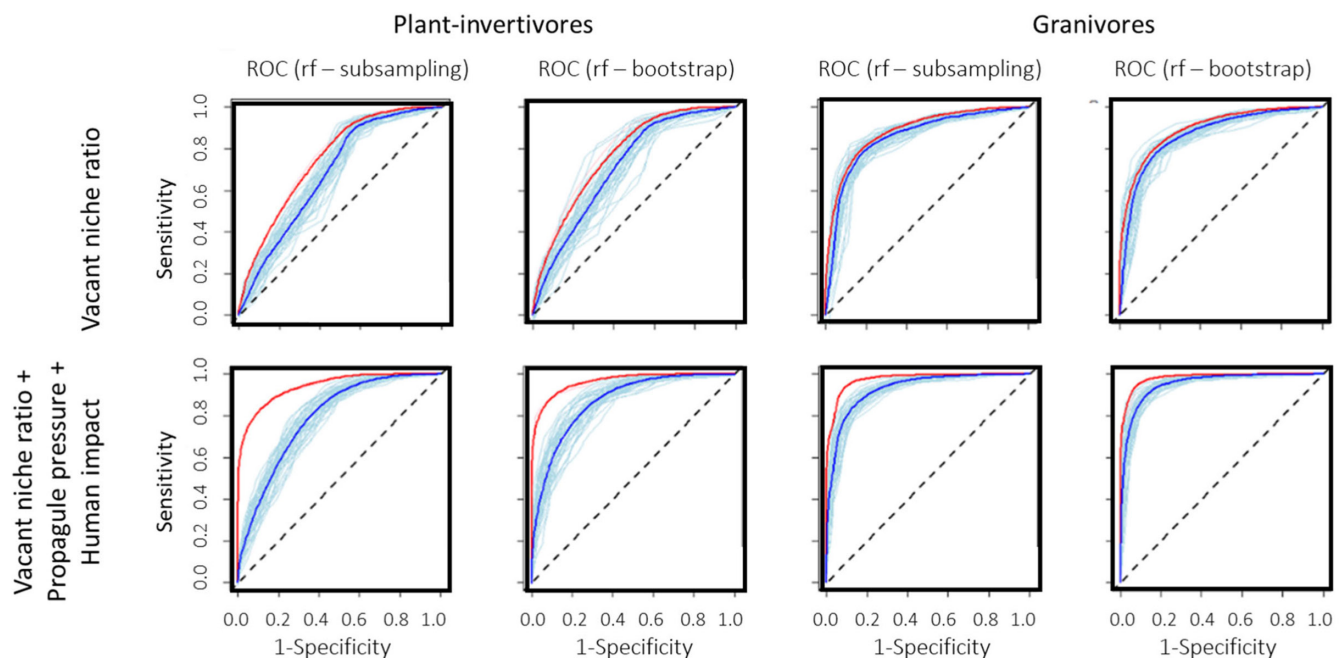 Plant-invertivores
Granivores
ROC (rf – subsampling)
ROC (rf – bootstrap)
ROC (rf – subsampling)
ROC (rf – bootstrap)
Vacant niche ratio
Sensitivity
0.0 0.2 0.4 0.6 0.8 1.0
Vacant niche ratio +
Propagule pressure +
Human impact
Sensitivity
0.0 0.2 0.4 0.6 0.8 1.0
0.0 0.2 0.4 0.6 0.8 1.0
0.0 0.2 0.4 0.6 0.8 1.0
0.0 0.2 0.4 0.6 0.8 1.0
0.0 0.2 0.4 0.6 0.8 1.0
1-Specificity
1-Specificity
1-Specificity
1-Specificity